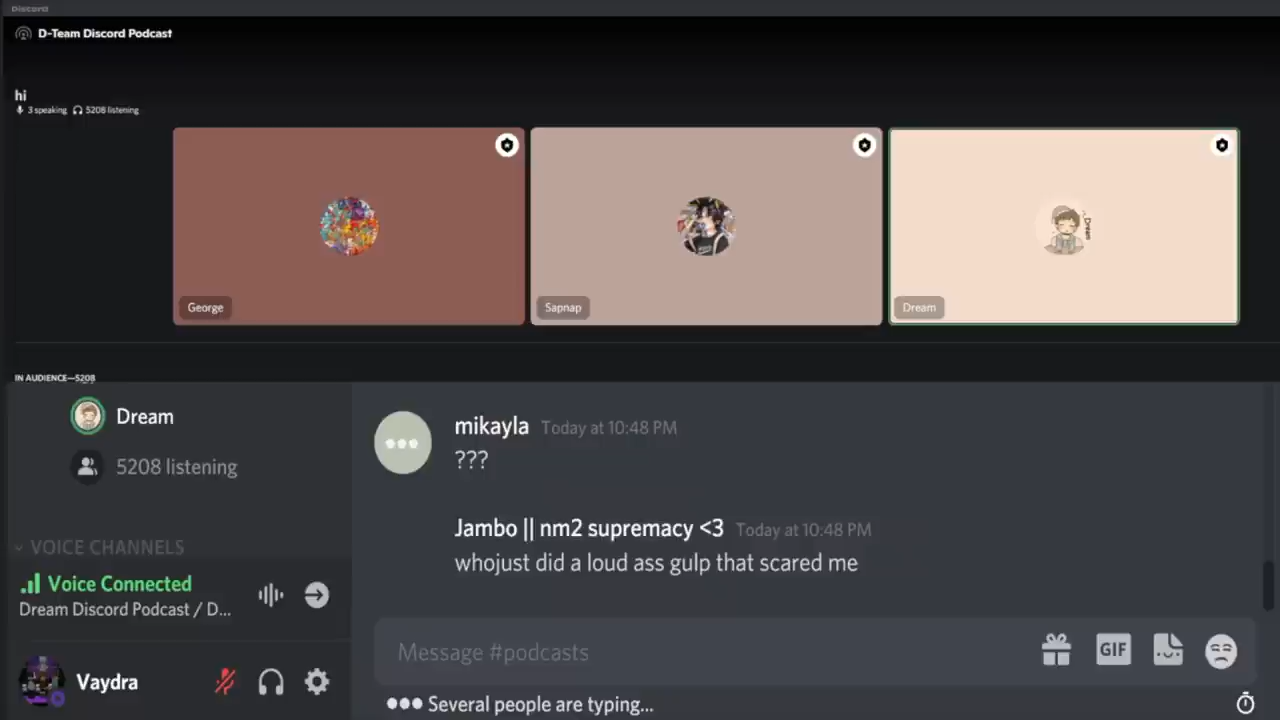 Discord
D-Team Discord Podcast
hi
3 speaking 5208 listening
George
Sapnap
Dream
Dream
IN AUDIENCE—5208
Dream
5208 listening
VOICE CHANNELS
Voice Connected
Dream Discord Podcast / D...
Vaydra
mikayla Today at 10:48 PM
???
Jambo || nm2 supremacy <3 Today at 10:48 PM
whojust did a loud ass gulp that scared me
Message #podcasts
GIF
Several people are typing...